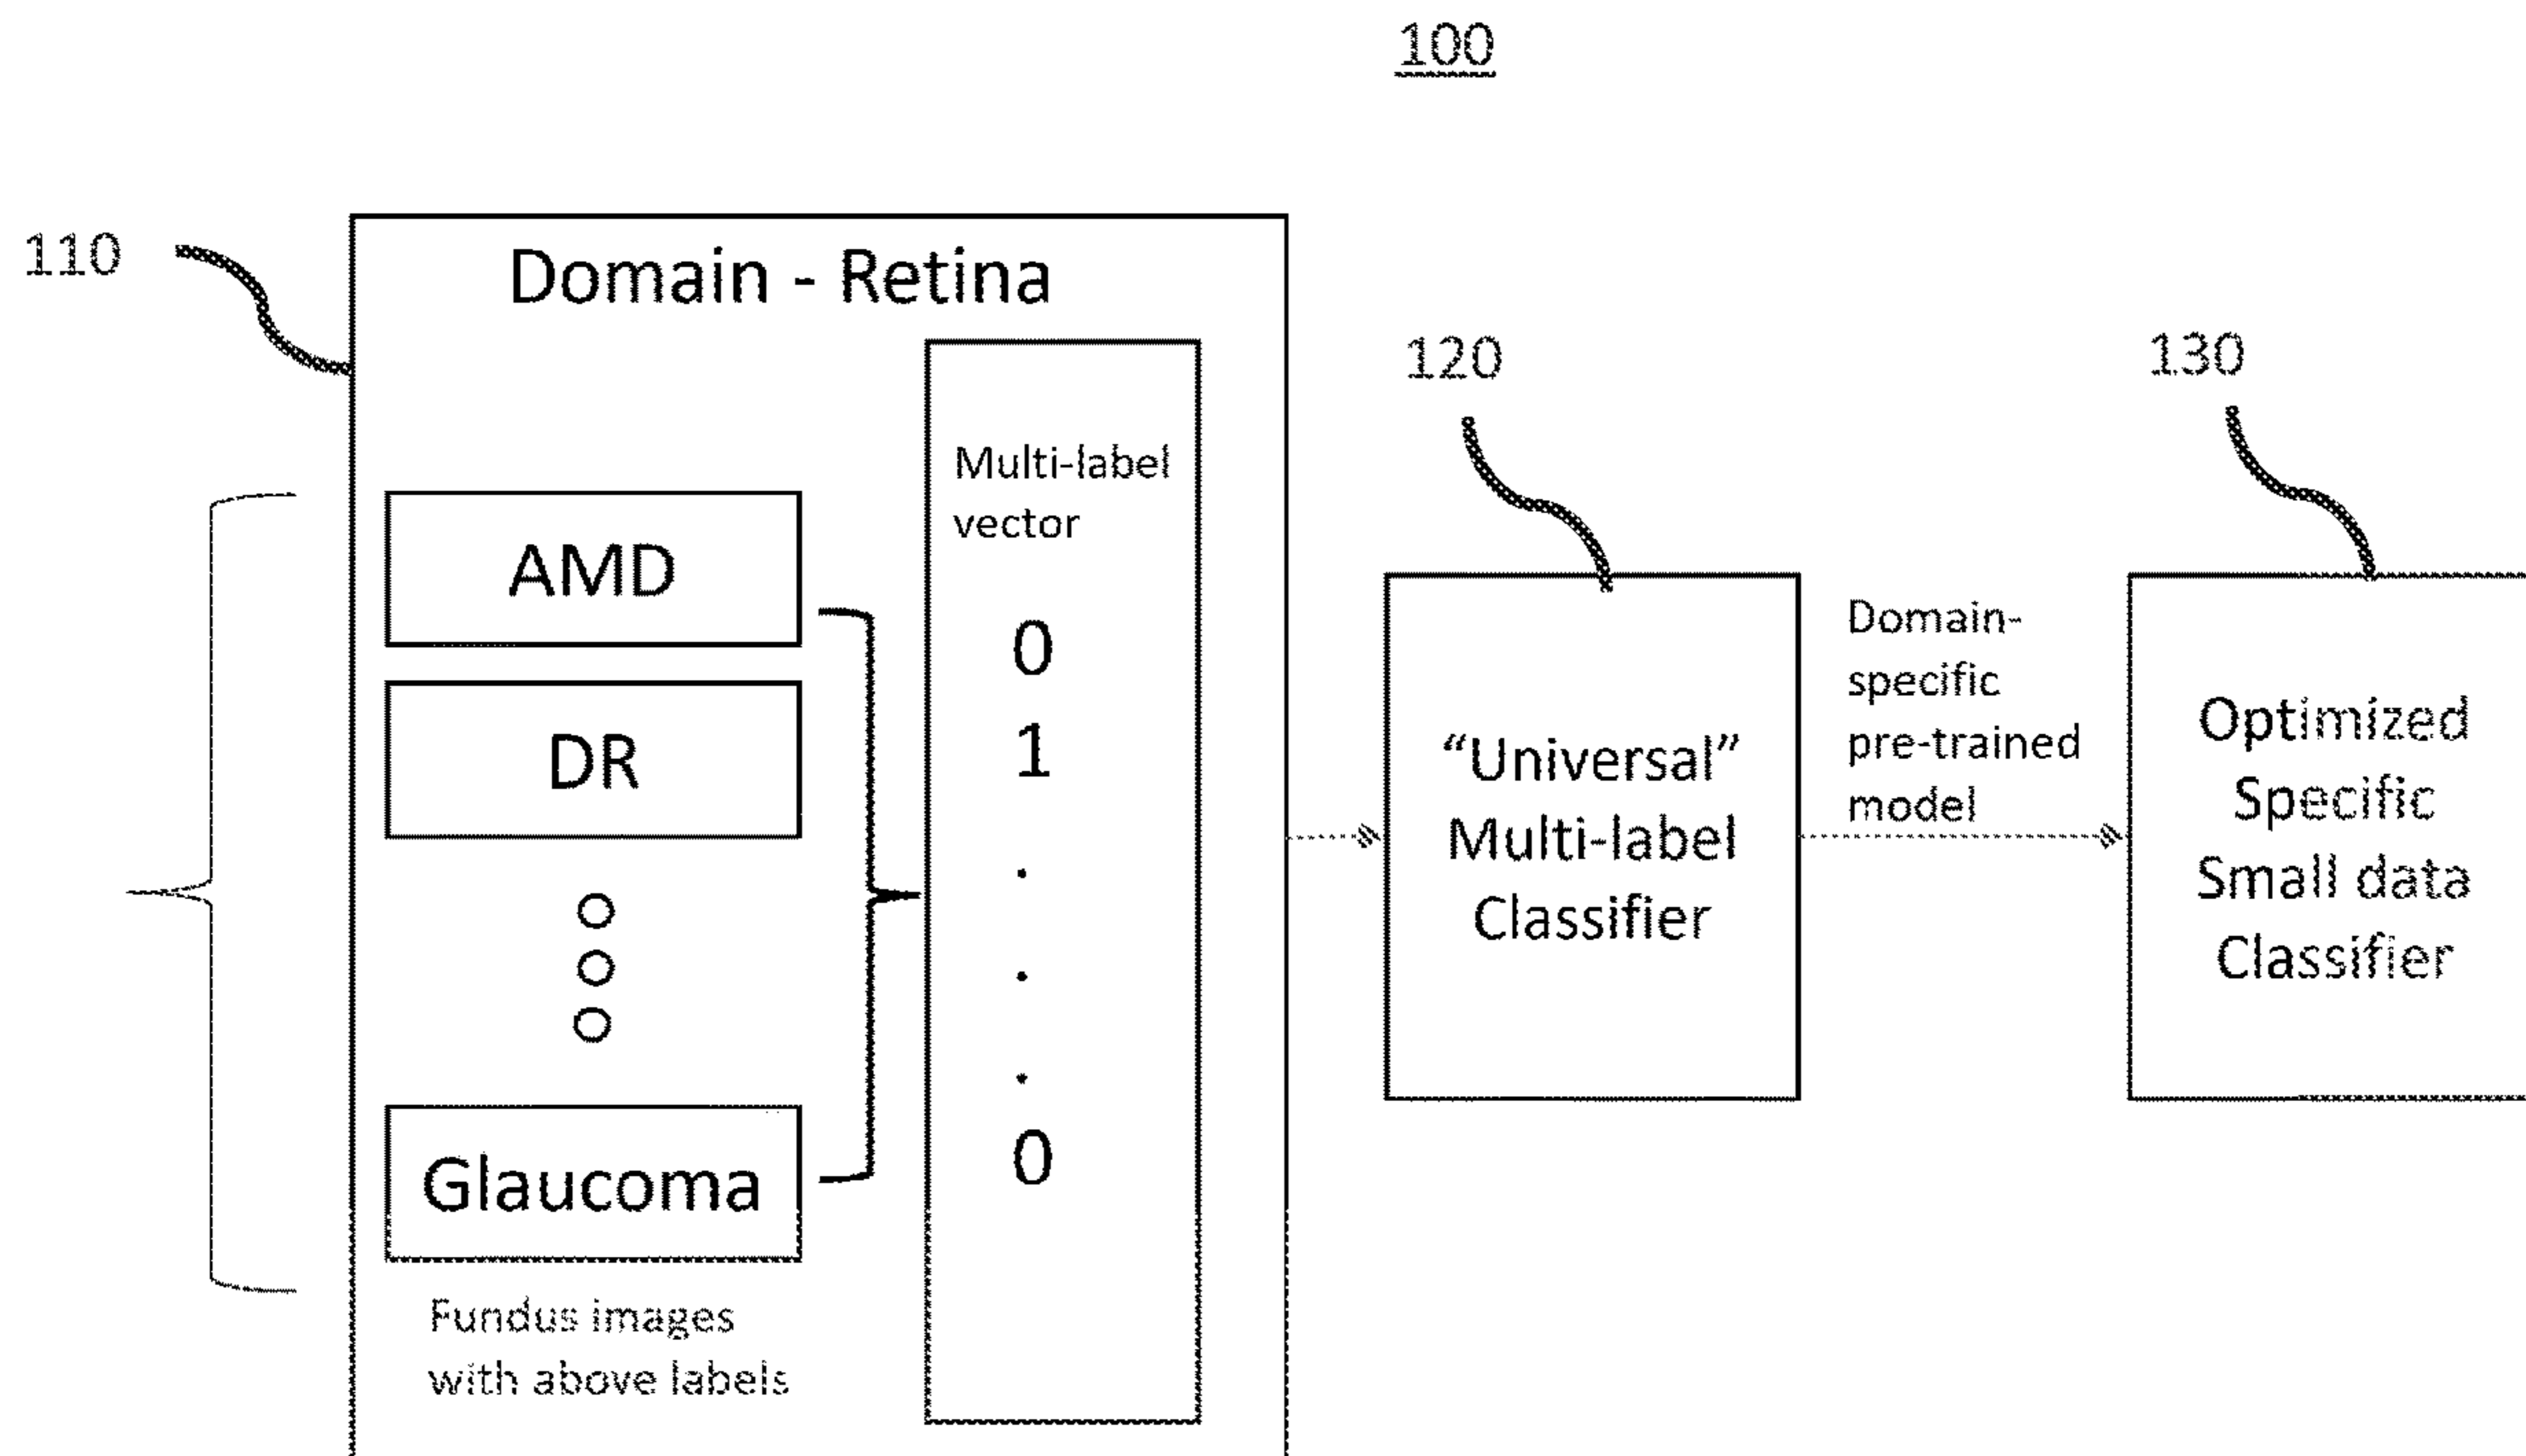 100
110
Domain - Retina
AMD
DR
Glaucoma
Fundus images
with above labels
Multi-label
vector
0
1
.
.
.
0
120
"Universal"
Multi-label
Classifier
Domain-
specific
pre-trained
model
130
Optimized
Specific
Small data
Classifier